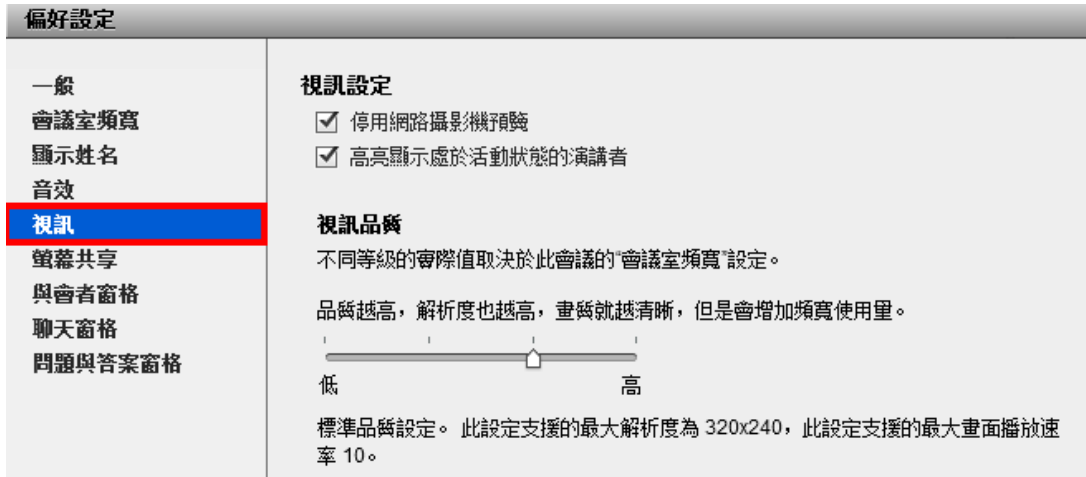 偏好設定
一般
會議室頻寬
顯示姓名
音效
視訊
螢幕共享
與會者窗格
聊天窗格
問題與答案窗格
視訊設定
停用網路攝影機預覽
高亮顯示處於活動狀態的演講者
視訊品質
不同等級的實際值取決於此會議的"會議室頻寬"設定。
品質越高，解析度也越高，畫質就越清晰，但是會增加頻寬使用量。
低 高
標準品質設定。 此設定支援的最大解析度為 320x240，此設定支援的最大畫面播放速
率 10。